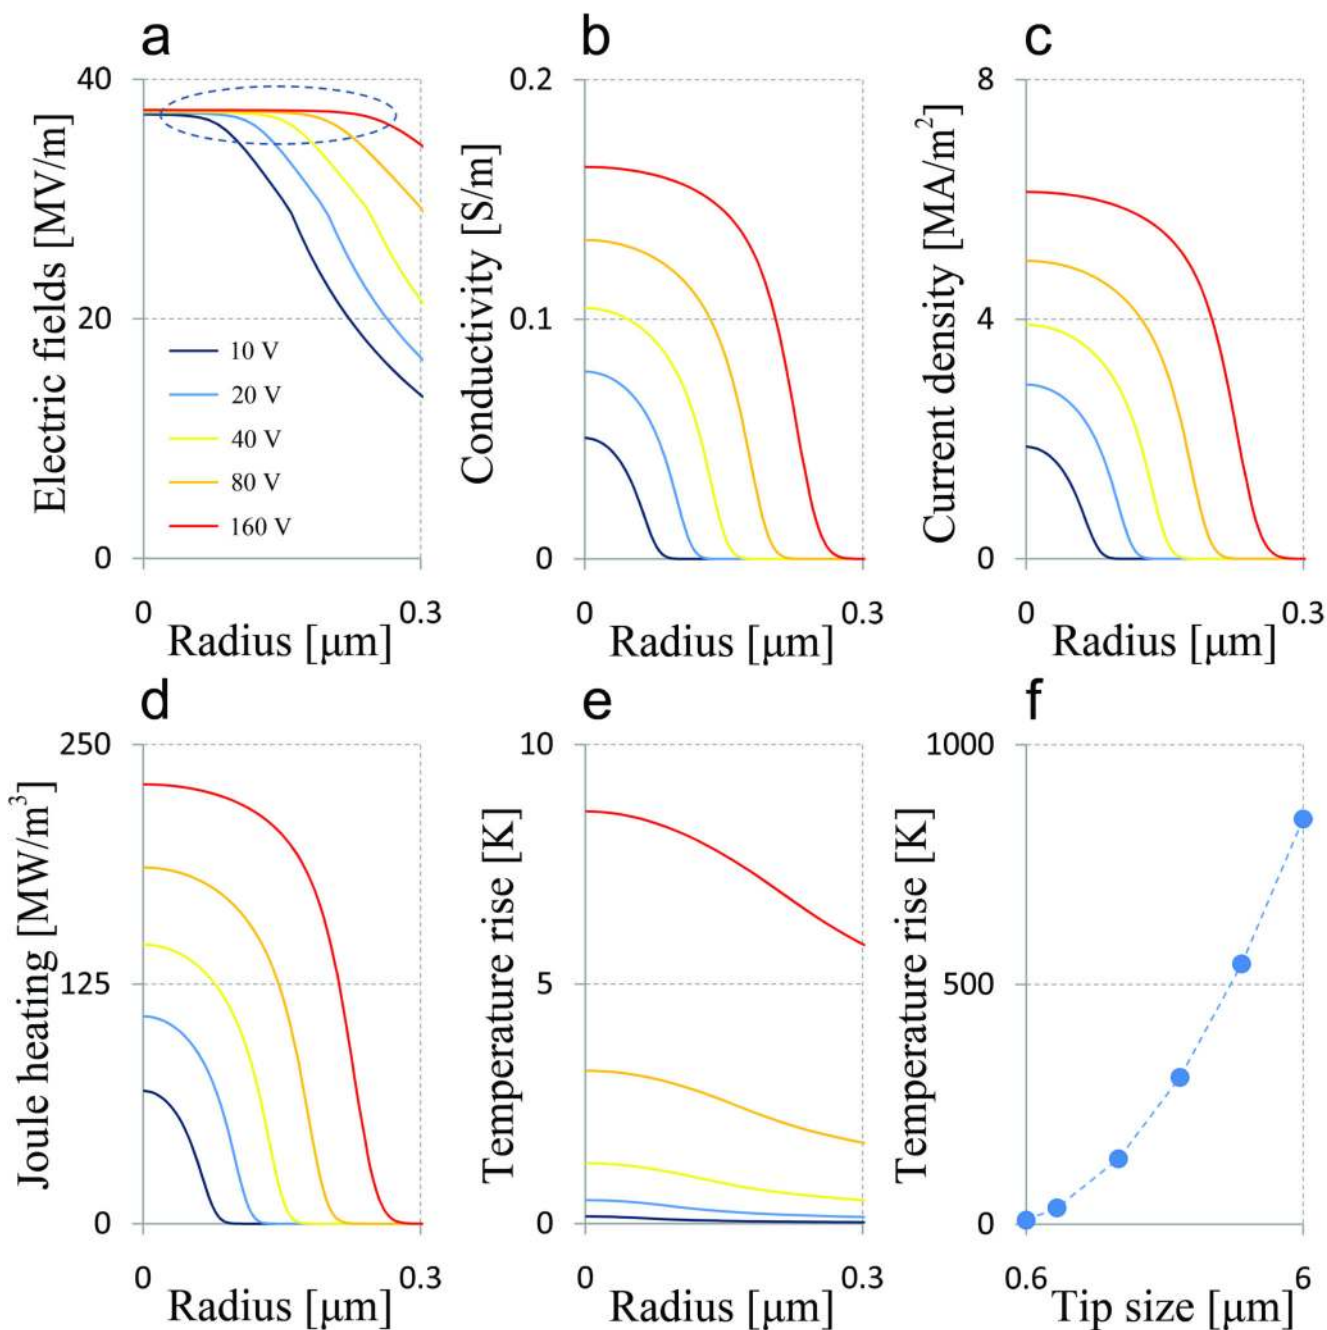 a
40
20
0
0
0.3
Electric fields [MV/m]
Radius [μm]
10 V
20 V
40 V
80 V
160 V
b
0.2
0.1
0
0
0.3
Conductivity [S/m]
Radius [μm]
c
8
4
0
0
0.3
Current density [MA/m²]
Radius [μm]
d
250
125
0
0
0.3
Joule heating [MW/m³]
Radius [μm]
e
10
5
0
0
0.3
Temperature rise [K]
Radius [μm]
f
1000
500
0
0.6
6
Temperature rise [K]
Tip size [μm]